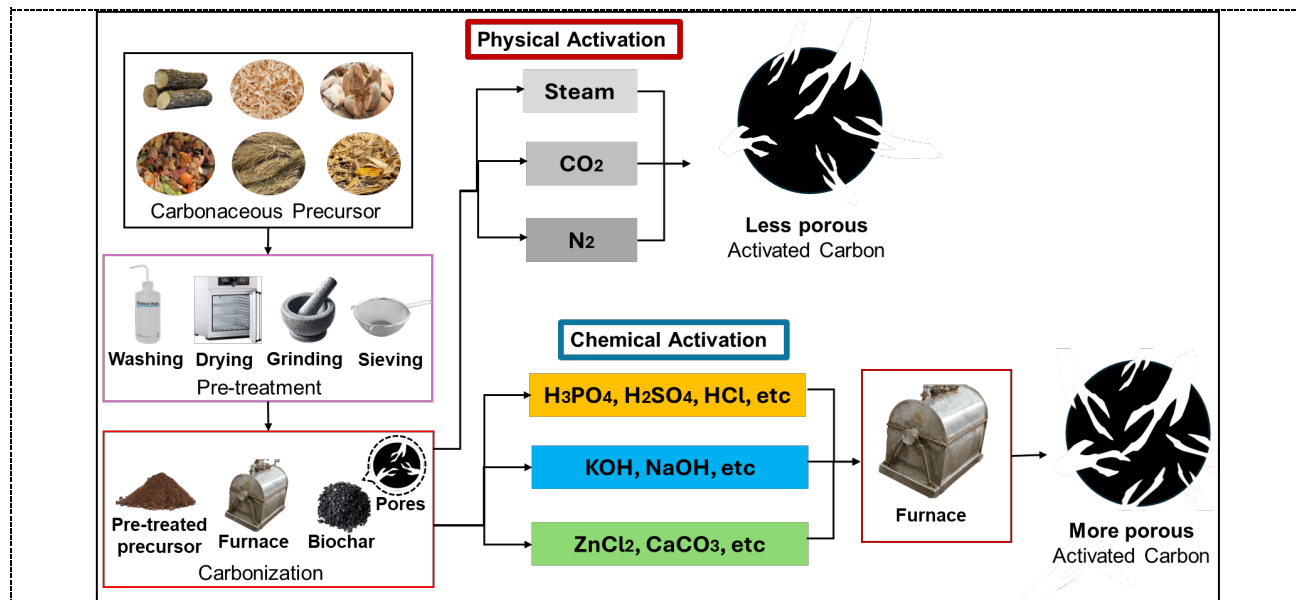 Physical Activation
Steam
CO₂
N₂
Less porous
Activated Carbon
Carbonaceous Precursor
Washing
Drying
Grinding
Sieving
Pre-treatment
Pre-treated
precursor
Furnace
Biochar
Pores
Carbonization
Chemical Activation
H₃PO₄, H₂SO₄, HCl, etc
KOH, NaOH, etc
ZnCl₂, CaCO₃, etc
Furnace
More porous
Activated Carbon